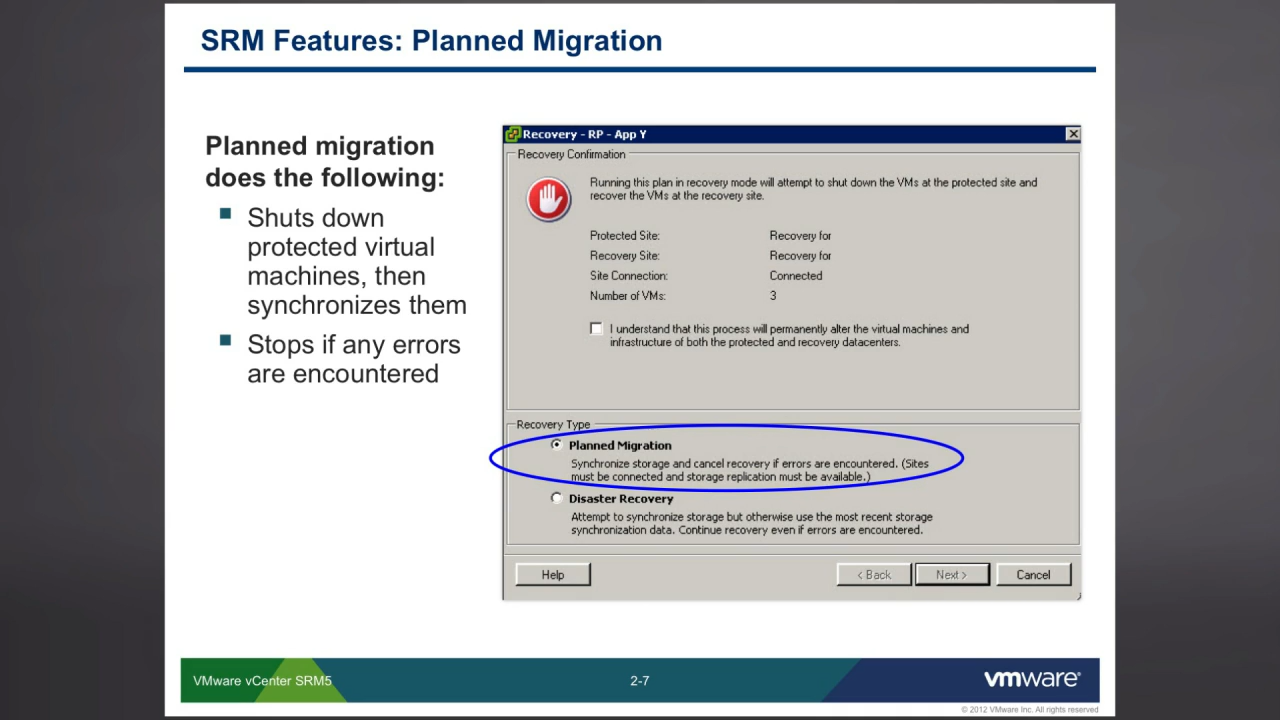 SRM Features: Planned Migration
Planned migration
does the following:
Shuts down
protected virtual
machines, then
synchronizes them
Stops if any errors
are encountered
Recovery - RP - App Y
Recovery Confirmation
Running this plan in recovery mode will attempt to shut down the VMs at the protected site and
recover the VMs at the recovery site.
Protected Site: Recovery for
Recovery Site: Recovery for
Site Connection: Connected
Number of VMs: 3
I understand that this process will permanently alter the virtual machines and
infrastructure of both the protected and recovery datacenters.
Recovery Type
Planned Migration
Synchronize storage and cancel recovery if errors are encountered. (Sites
must be connected and storage replication must be available.)
Disaster Recovery
Attempt to synchronize storage but otherwise use the most recent storage
synchronization data. Continue recovery even if errors are encountered.
Help < Back Next > Cancel
VMware vCenter SRM5 2-7 vmware®
© 2012 VMware Inc. All rights reserved